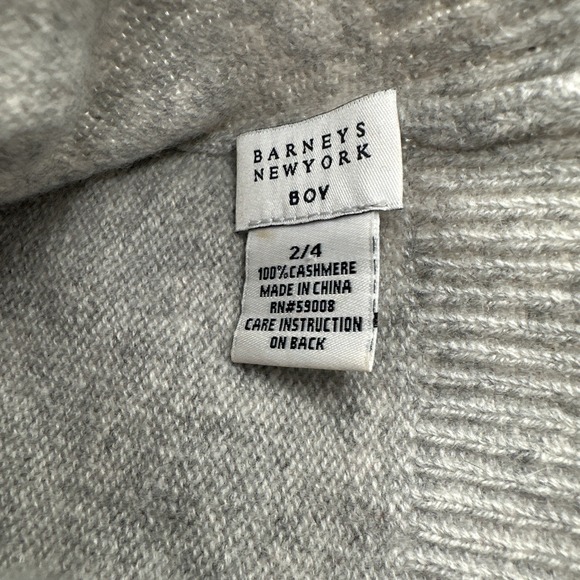 BARNEYS
NEWYORK
BOY
2/4
100%CASHMERE
MADE IN CHINA
RN#59008
CARE INSTRUCTION
ON BACK